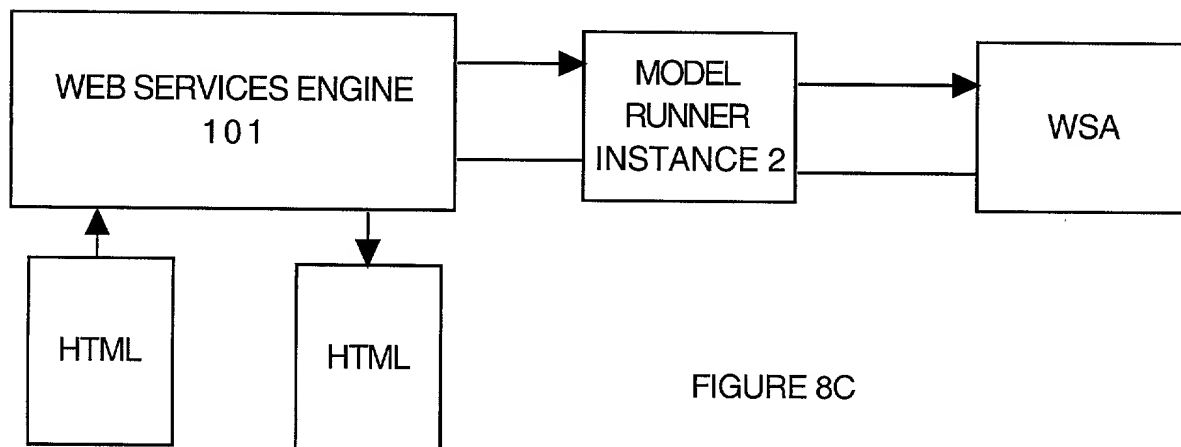 WEB SERVICES ENGINE
101
MODEL
RUNNER
INSTANCE 2
WSA
HTML
HTML
FIGURE 8C